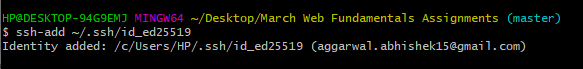 HP@DESKTOP-94G9EMJ MINGW64 ~/Desktop/March Web Fundamentals Assignments (master)
$ ssh-add ~/.ssh/id_ed25519
Identity added: /c/Users/HP/.ssh/id_ed25519 (aggarwal.abhishek15@gmail.com)